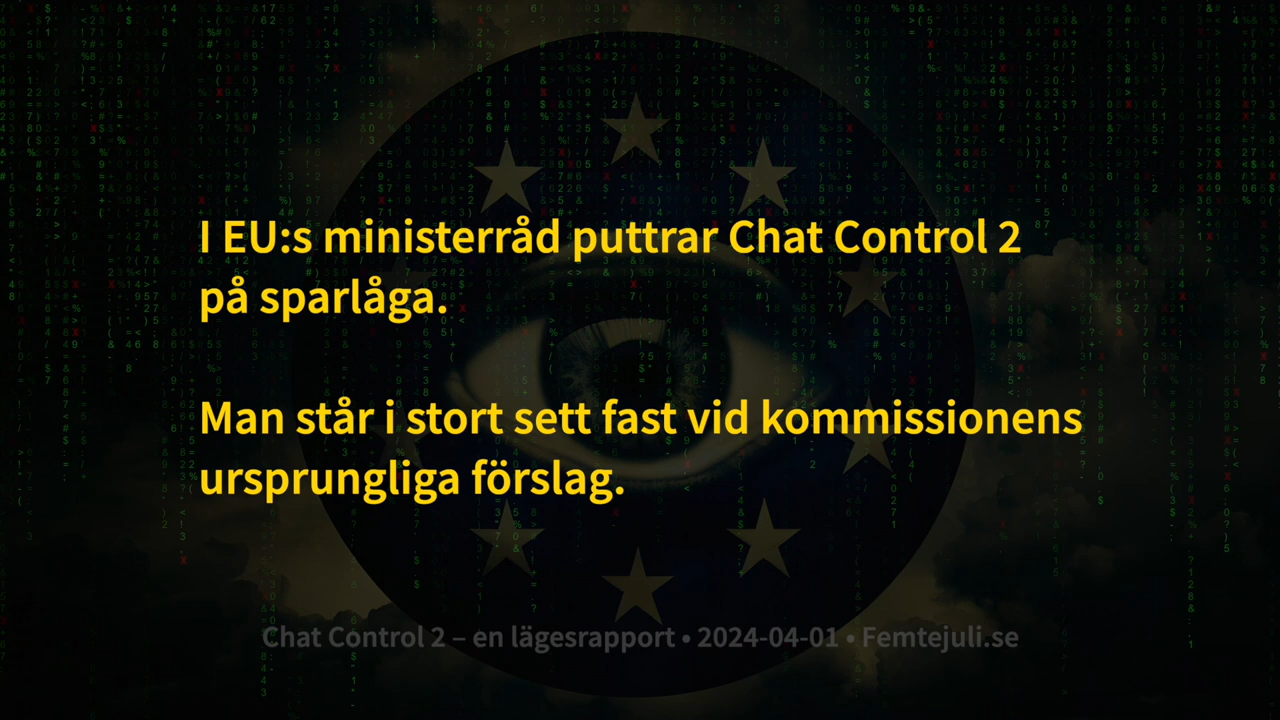 I EU:s ministerråd puttrar Chat Control 2
på sparlåga.
Man står i stort sett fast vid kommissionens
ursprungliga förslag.
Chat Control 2 – en lägesrapport • 2024-04-01 • Femtejuli.se